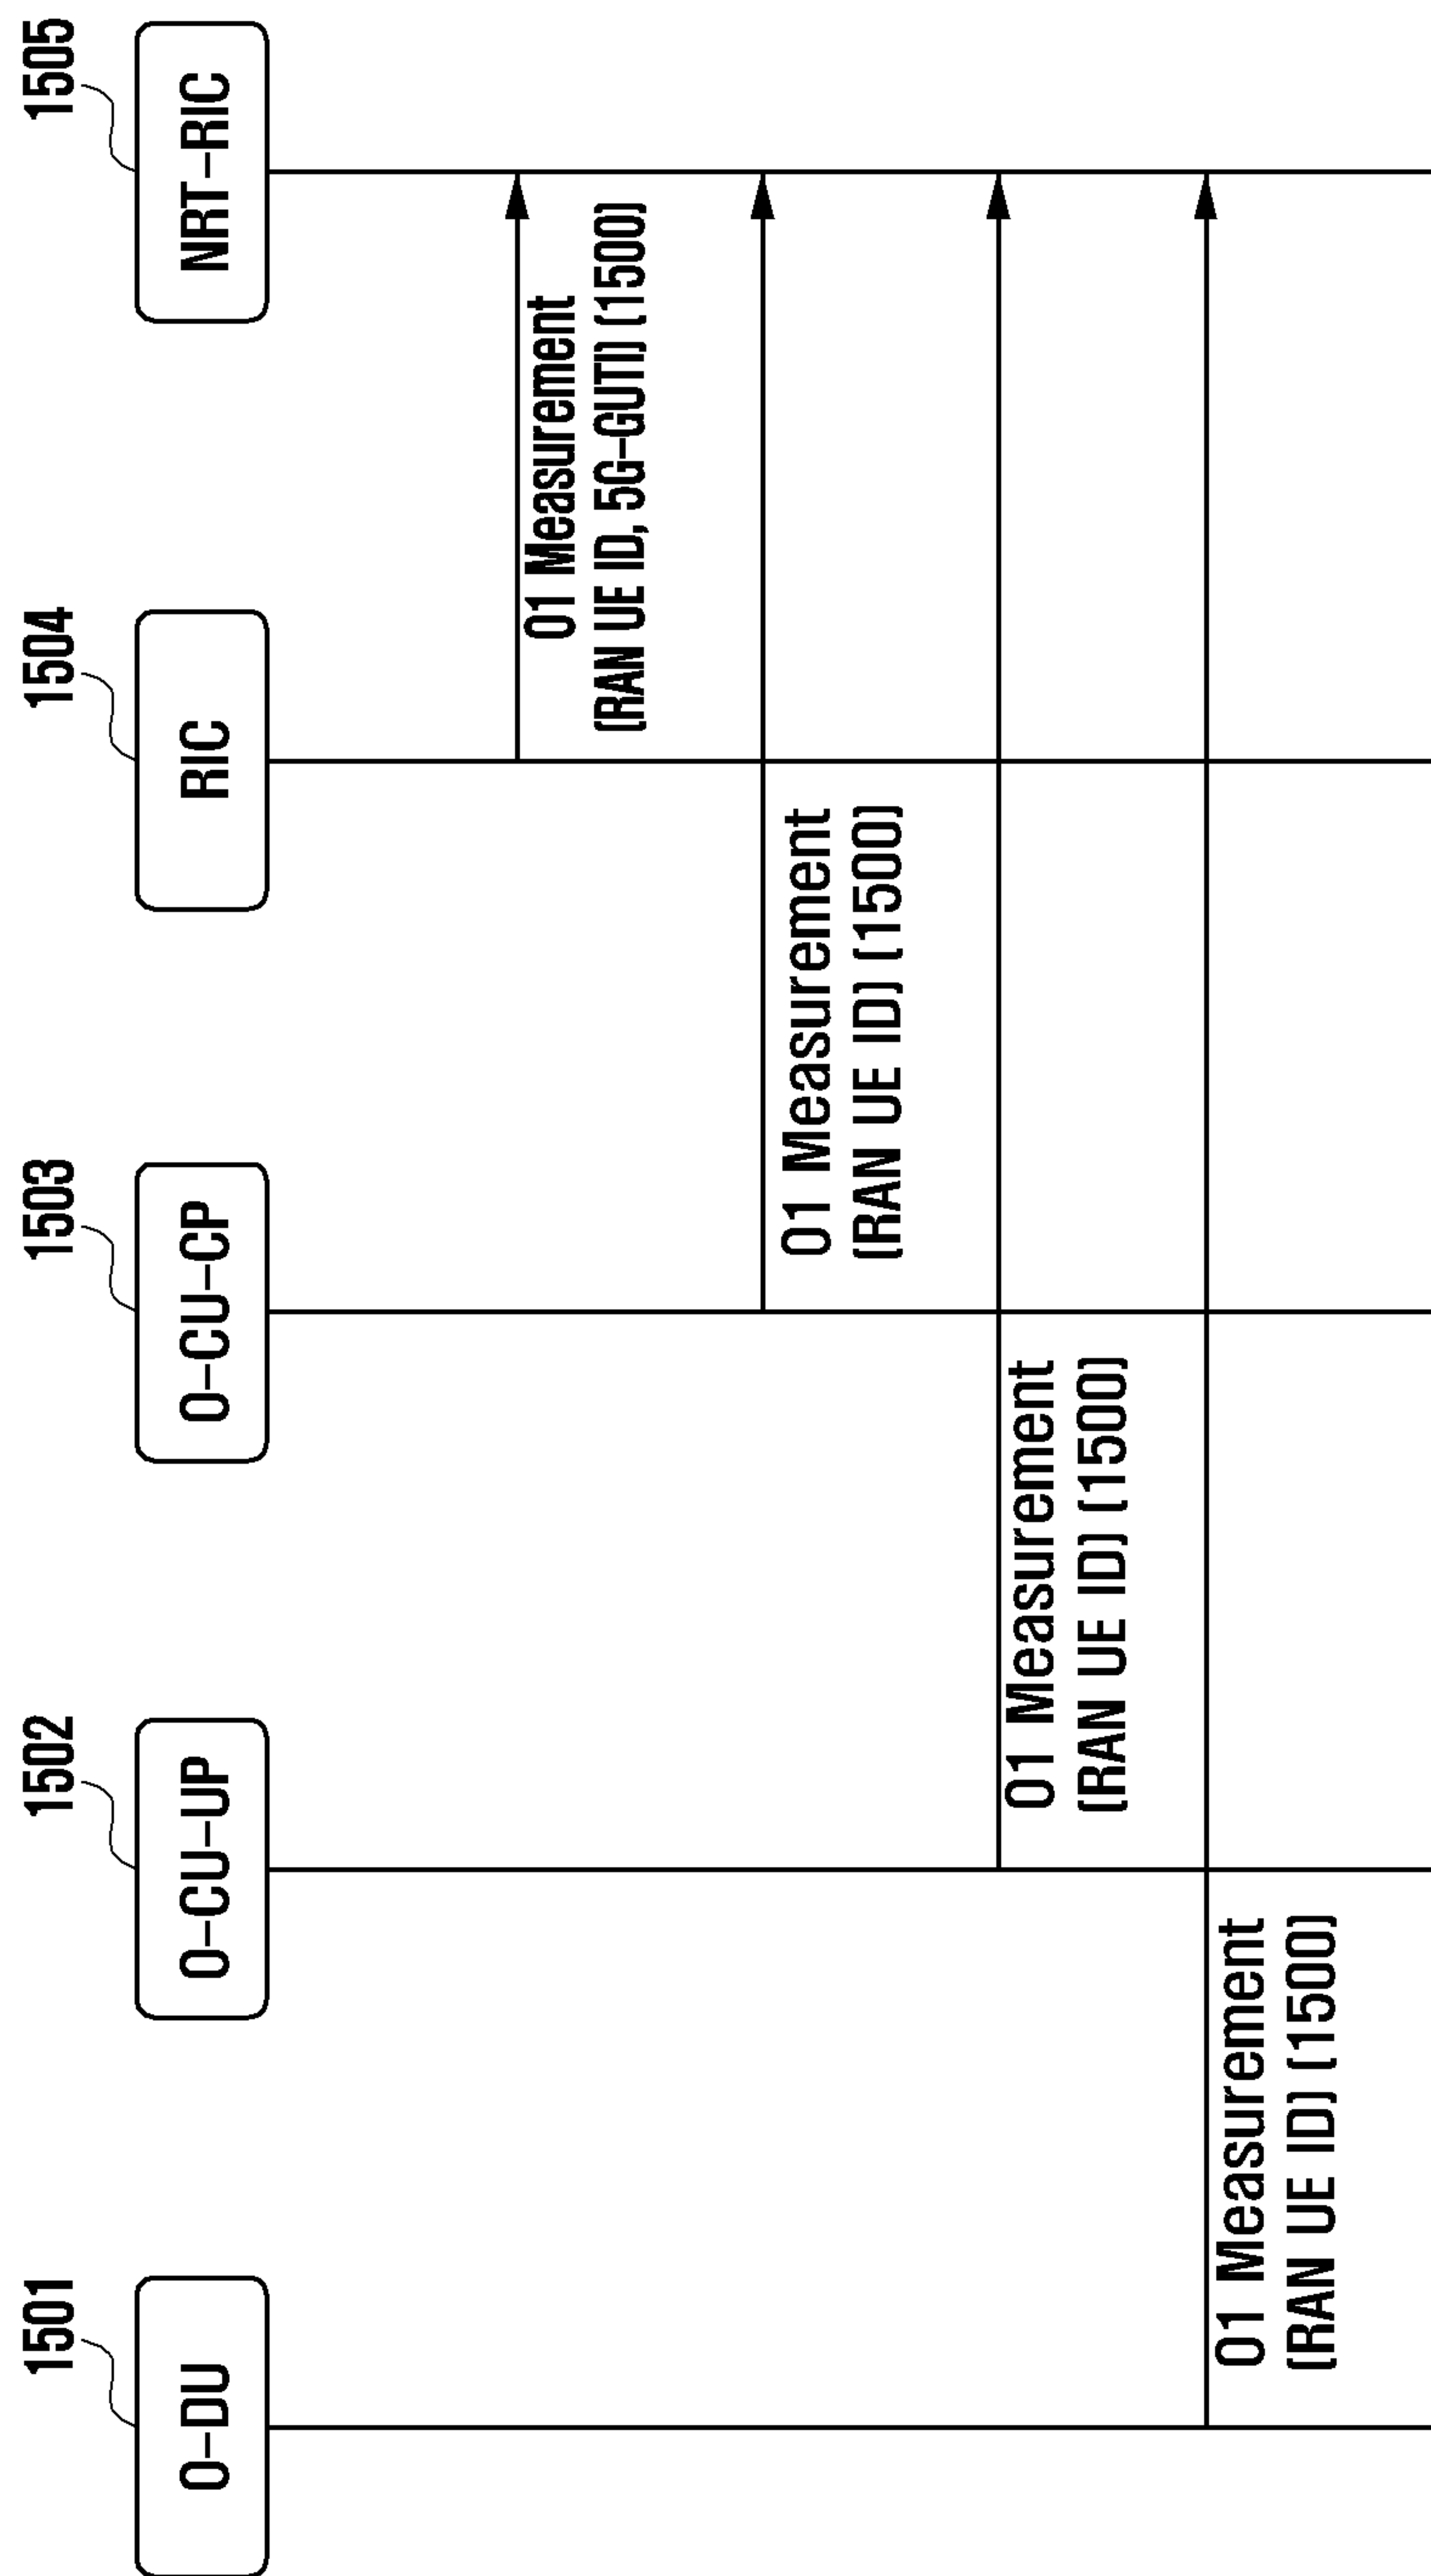 1501
1502
1503
1504
1505
O-DU
O-CU-UP
O-CU-CP
RIC
NRT-RIC
O1 Measurement
(RAN UE ID, 5G-GUTI) (1500)
O1 Measurement
(RAN UE ID) (1500)
O1 Measurement
(RAN UE ID) (1500)
O1 Measurement
(RAN UE ID) (1500)